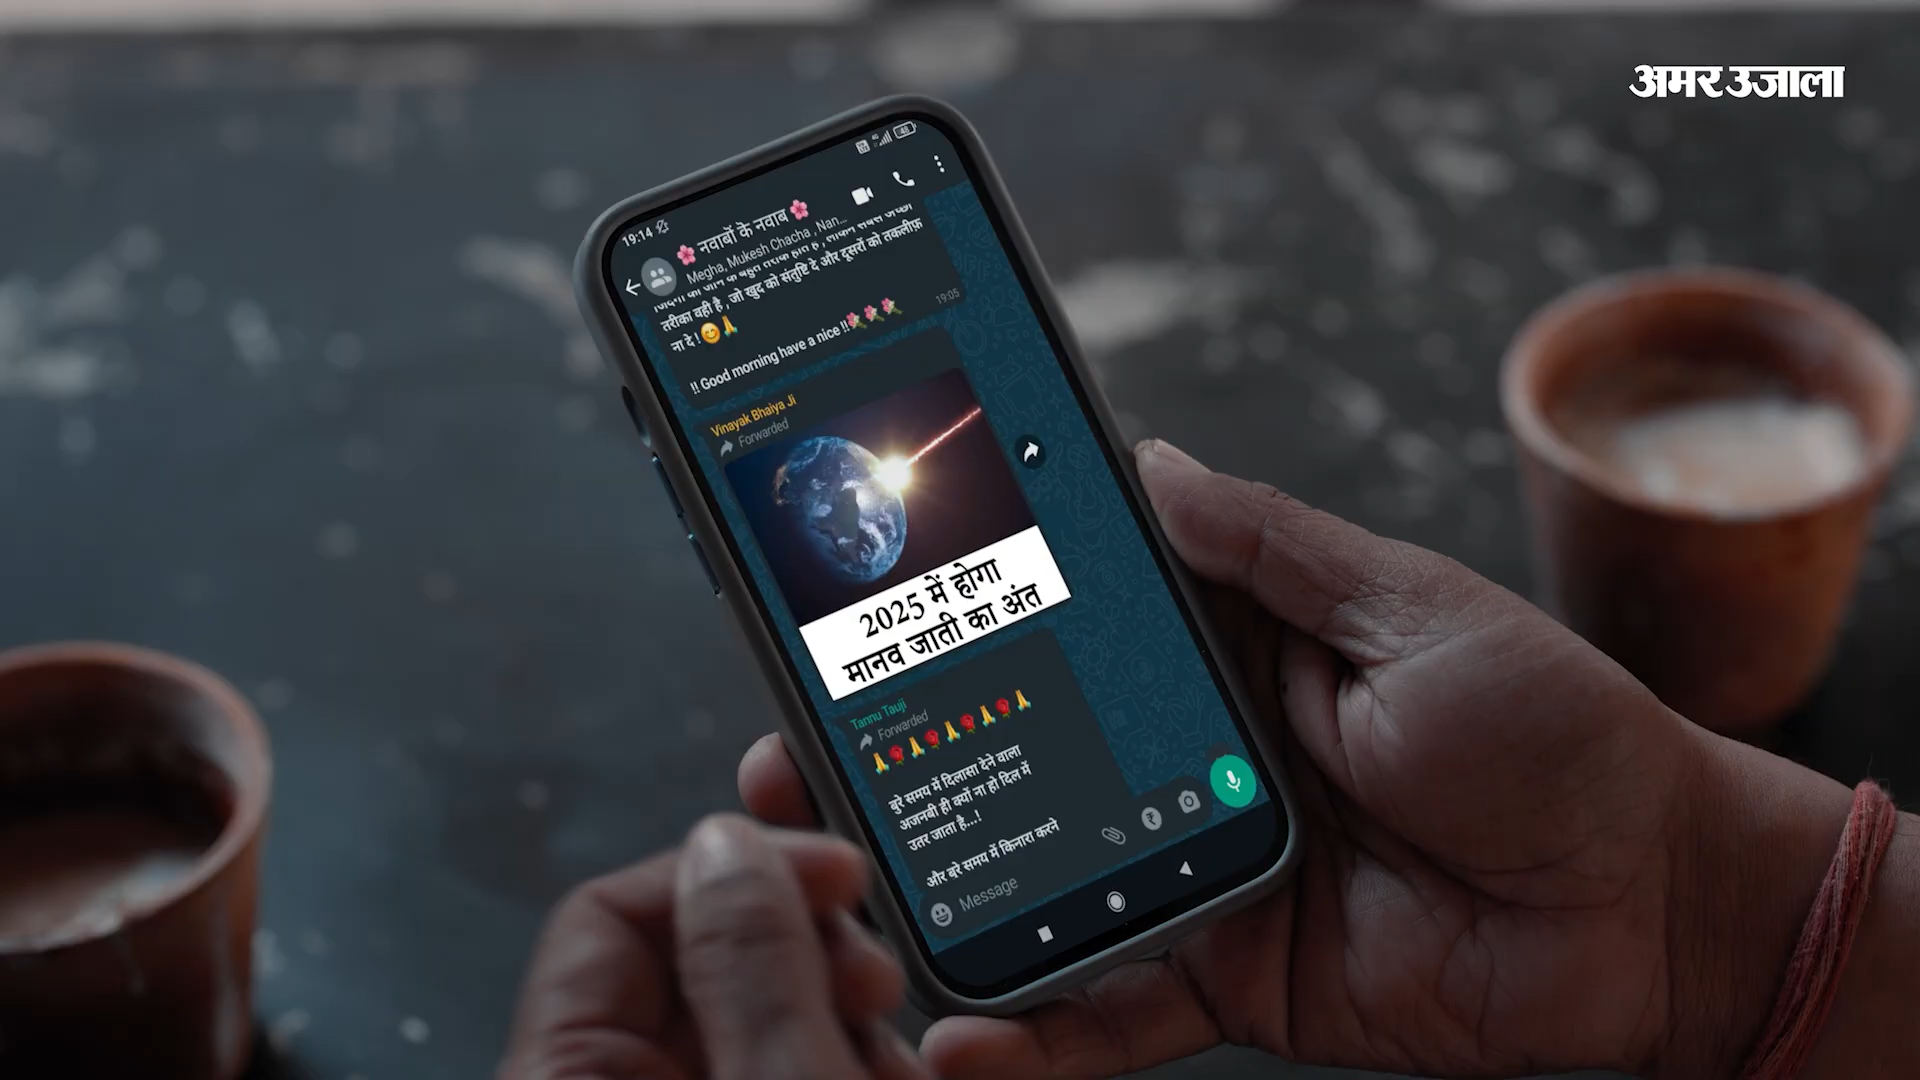 अमर उजाला
48
19:14
🌸 नवाबों के नवाब 🌸
Megha, Mukesh Chacha , Nan...
तरीका वही है , जो खुद को संतुष्टि दे और दूसरों को तकलीफ़
ना दे ! 😊🙏
19:05
!! Good morning have a nice !!💐💐💐
Vinayak Bhaiya Ji
Forwarded
2025 में होगा
मानव जाती का अंत
Tannu Tauji
Forwarded
🙏🌹🙏🌹🙏🌹🙏🌹🙏
बुरे समय में दिलासा देने वाला
अजनबी ही क्यों ना हो दिल में
उतर जाता है...!
और बुरे समय में किनारा करने
Message